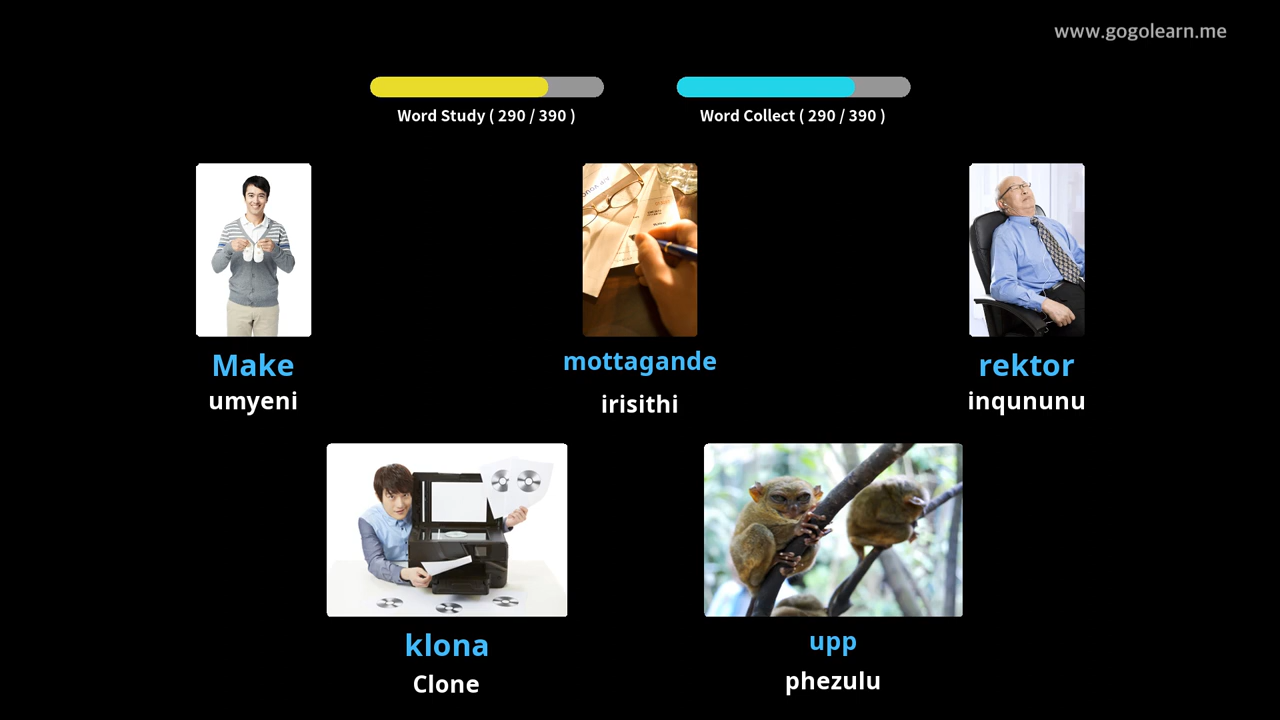 www.gogolearn.me
Word Study ( 290 / 390 )
Word Collect ( 290 / 390 )
Make
umyeni
mottagande
irisithi
rektor
inqununu
klona
Clone
upp
phezulu